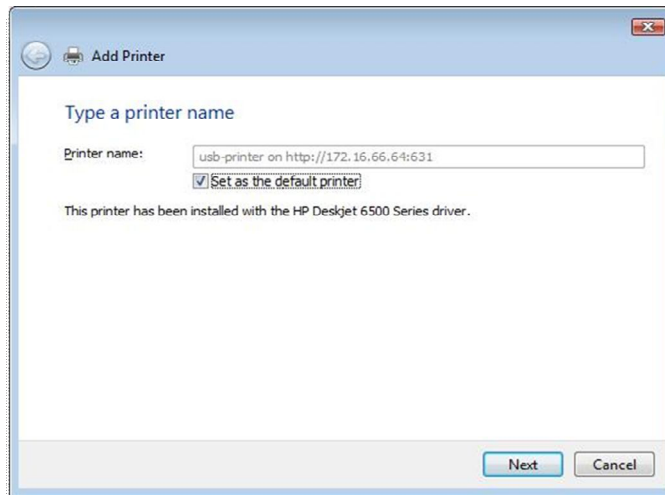 Add Printer
Type a printer name
Printer name: usb-printer on http://172.16.66.64:631
Set as the default printer
This printer has been installed with the HP Deskjet 6500 Series driver.
Next Cancel